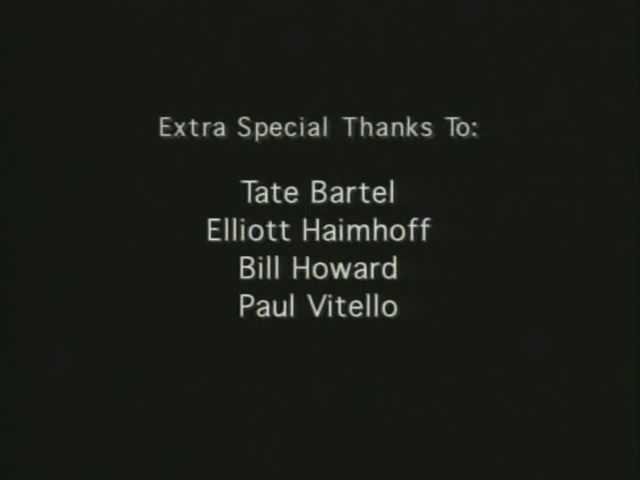 Extra Special Thanks To:
Tate Bartel
Elliott Haimhoff
Bill Howard
Paul Vitello